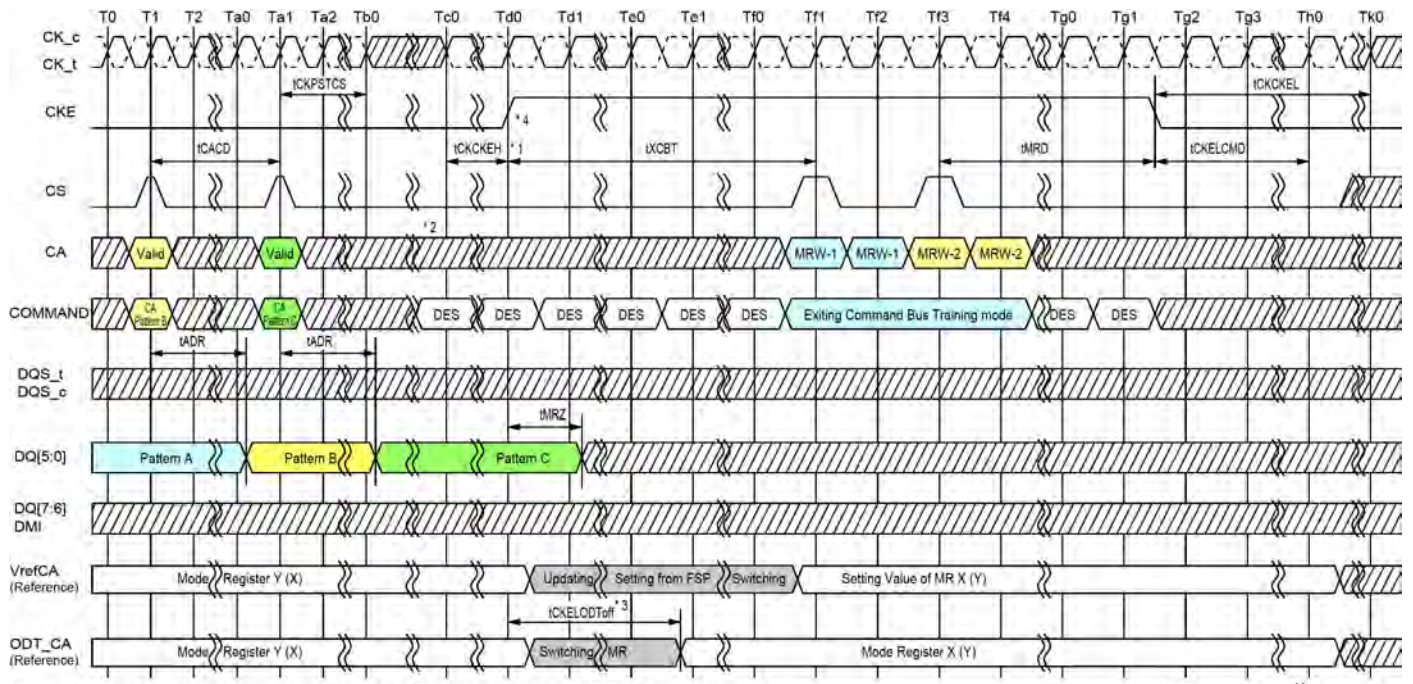 T0 T1 T2 Ta0 Ta1 Ta2 Tb0 Tc0 Td0 Td1 Te0 Te1 Tf0 Tf1 Tf2 Tf3 Tf4 Tg0 Tg1 Tg2 Tg3 Th0 Tk0
CK_c
CK_t
tCKPSTCS
tCKCKEL
CKE
*4
tCACD
tCKCKEH *1
tXCBT
tMRD
tCKELCMD
CS
*2
CA
Valid Valid MRW-1 MRW-1 MRW-2 MRW-2
COMMAND
CA Pattern B
CA Pattern C
DES DES DES DES DES DES Exiting Command Bus Training mode DES DES
tADR tADR
DQS_t
DQS_c
tMRZ
DQ[5:0]
Pattern A Pattern B Pattern C
DQ[7:6]
DMI
VrefCA
(Reference)
Mode Register Y (X) Updating Setting from FSP Switching Setting Value of MR X (Y)
tCKELODToff *3
ODT_CA
(Reference)
Mode Register Y (X) Switching MR Mode Register X (Y)